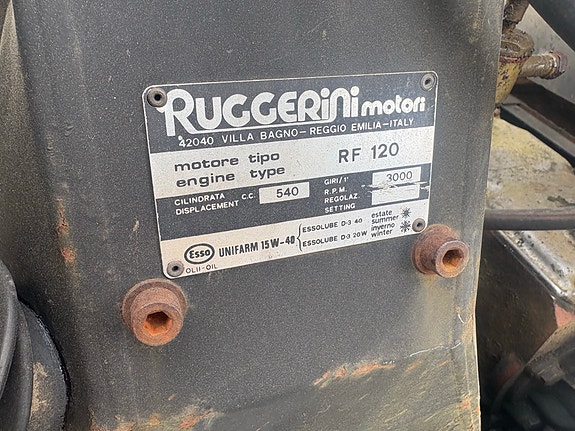 RUGGERINI motori
42040 VILLA BAGNO - REGGIO EMILIA - ITALY
motore tipo
engine type
RF 120
CILINDRATA
DISPLACEMENT
C.C.
540
GIRI/1'
R.P.M.
REGOLAZ.
SETTING
3000
Esso
UNIFARM 15W-40
ESSOLUBE D-3 40
estate
summer
ESSOLUBE D-3 20W
inverno
winter
OLII-OIL